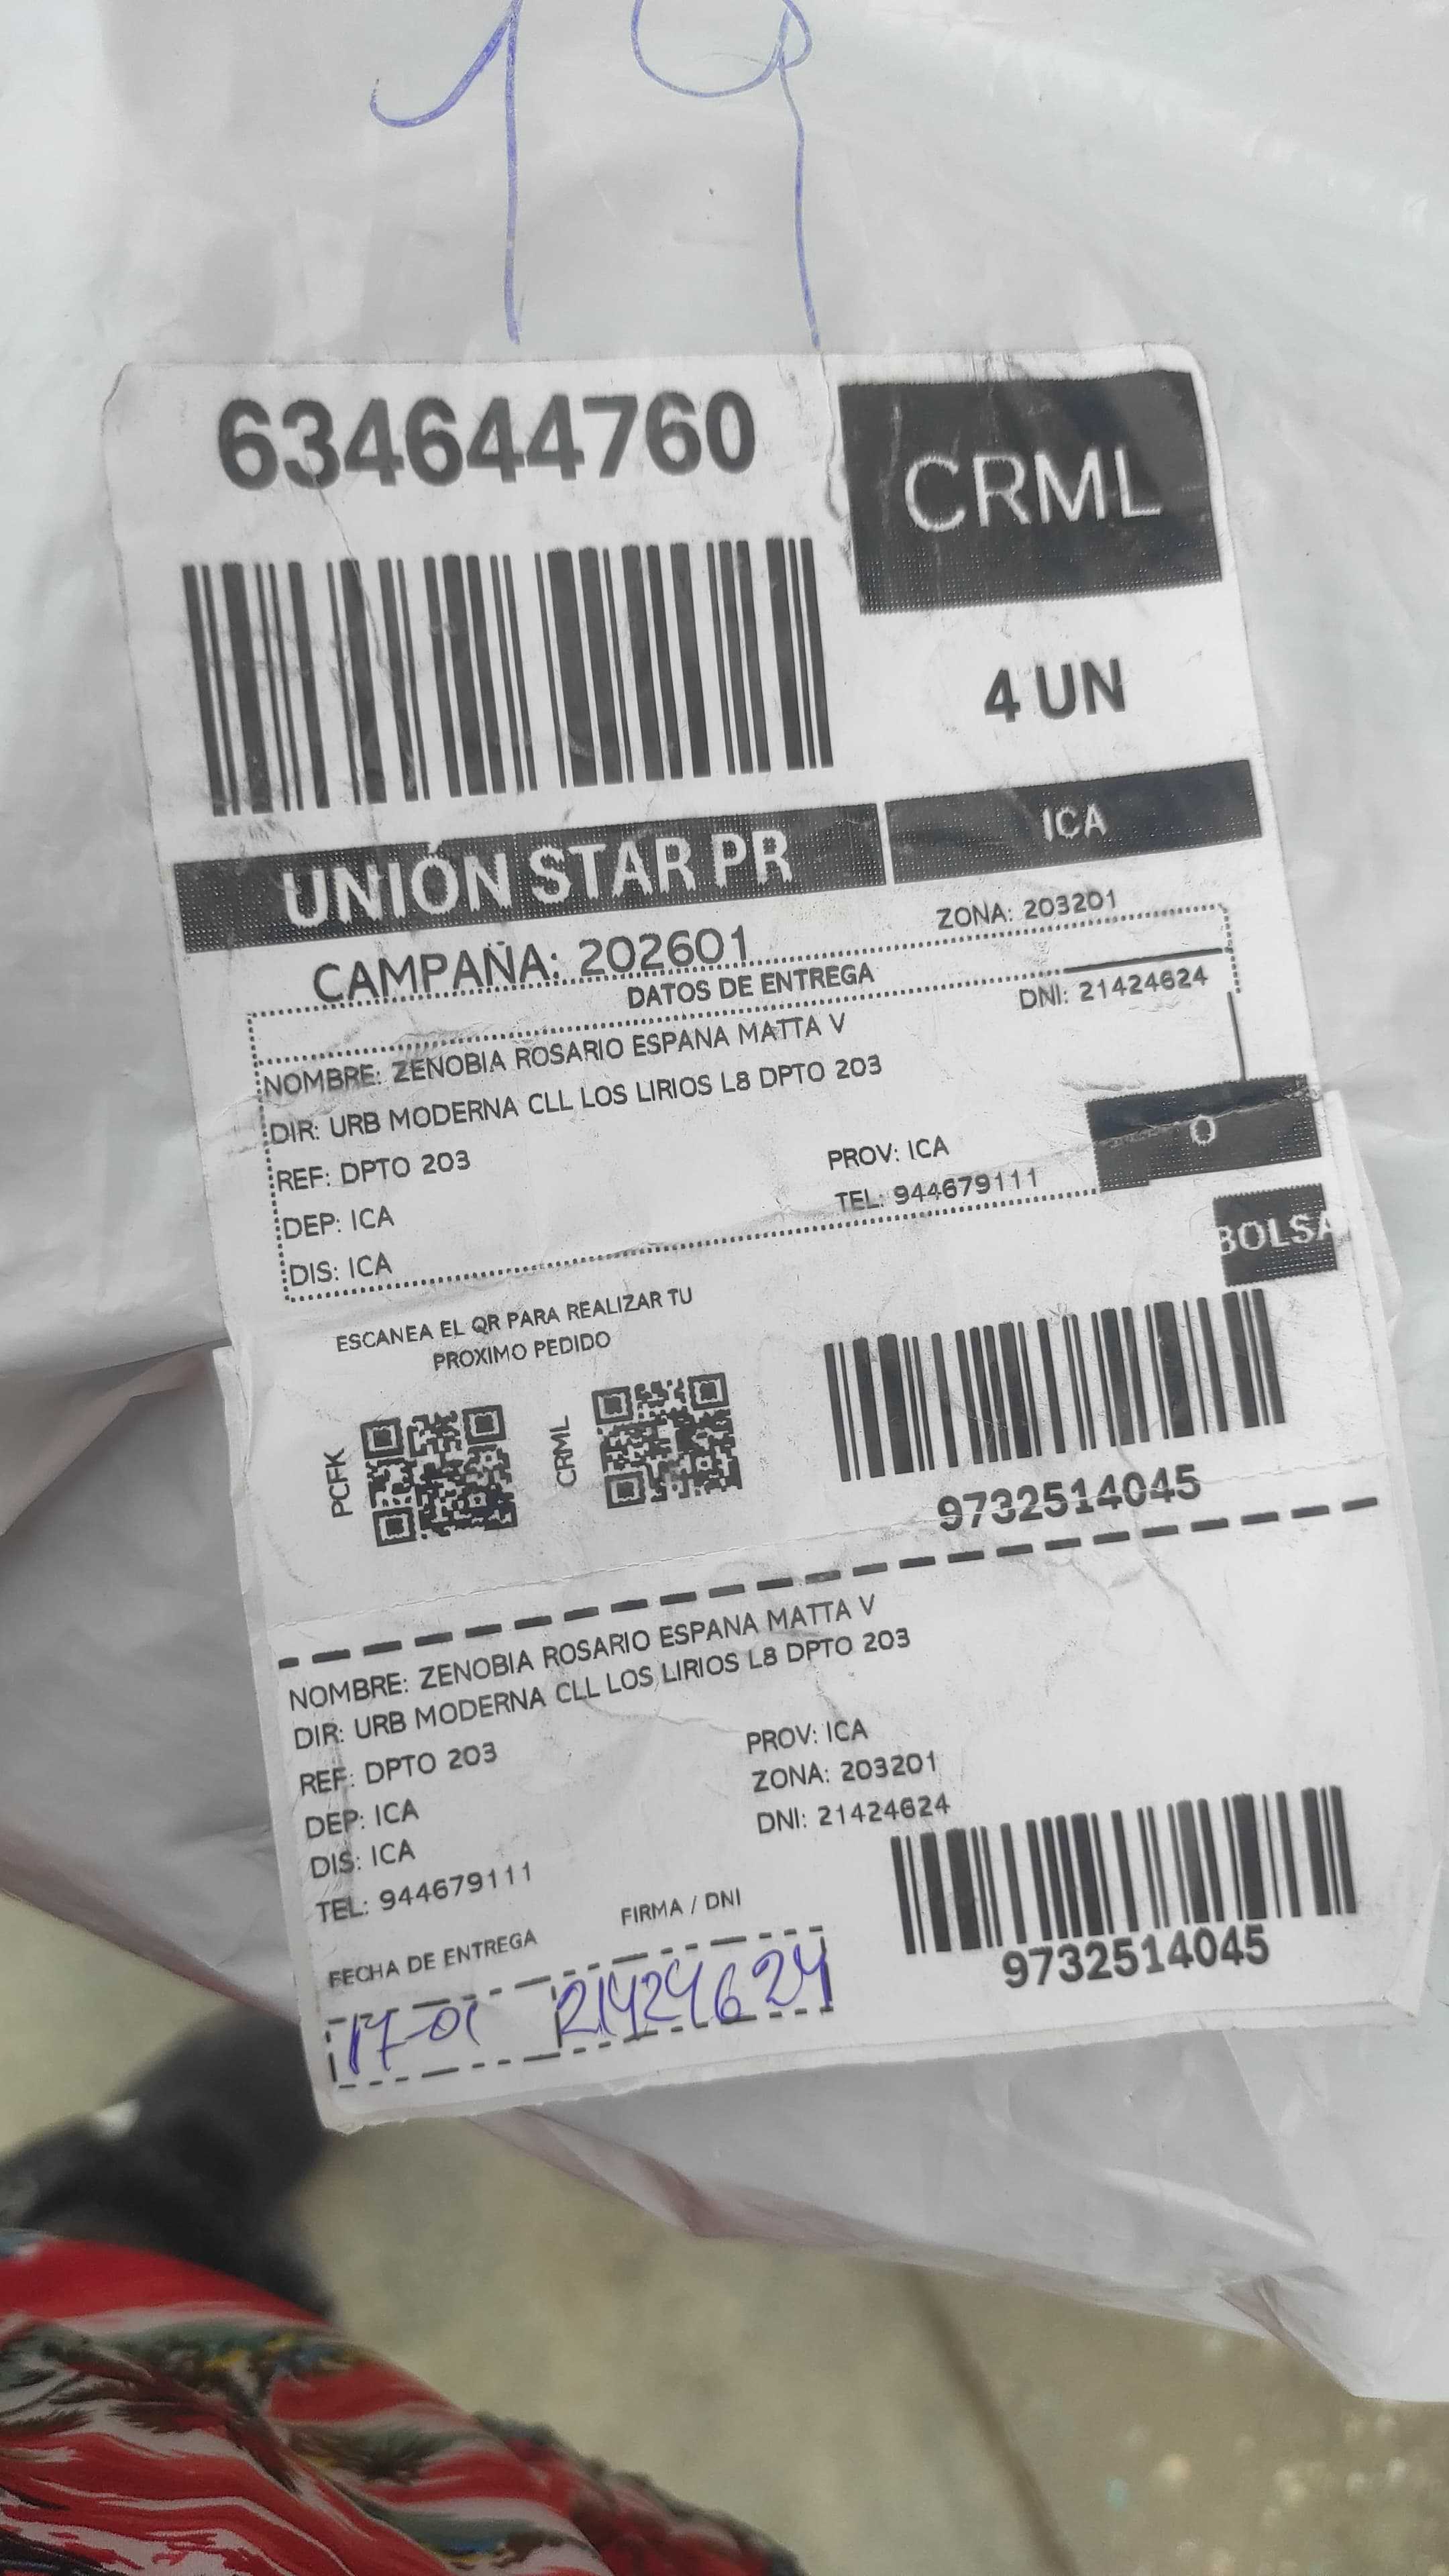 19
634644760
CRML
4 UN
UNIÓN STAR PR
ICA
CAMPAÑA: 202601
ZONA: 203201
DATOS DE ENTREGA
DNI: 21424624
NOMBRE: ZENOBIA ROSARIO ESPANA MATTA V
DIR: URB MODERNA CLL LOS LIRIOS L8 DPTO 203
REF: DPTO 203
PROV: ICA
O
DEP: ICA
TEL: 944679111
DIS: ICA
BOLSA
ESCANEA EL QR PARA REALIZAR TU
PROXIMO PEDIDO
PCFK
CRML
9732514045
NOMBRE: ZENOBIA ROSARIO ESPANA MATTA V
DIR: URB MODERNA CLL LOS LIRIOS L8 DPTO 203
REF: DPTO 203
PROV: ICA
DEP: ICA
ZONA: 203201
DIS: ICA
DNI: 21424624
TEL: 944679111
FECHA DE ENTREGA
FIRMA / DNI
17-01
21424624
9732514045